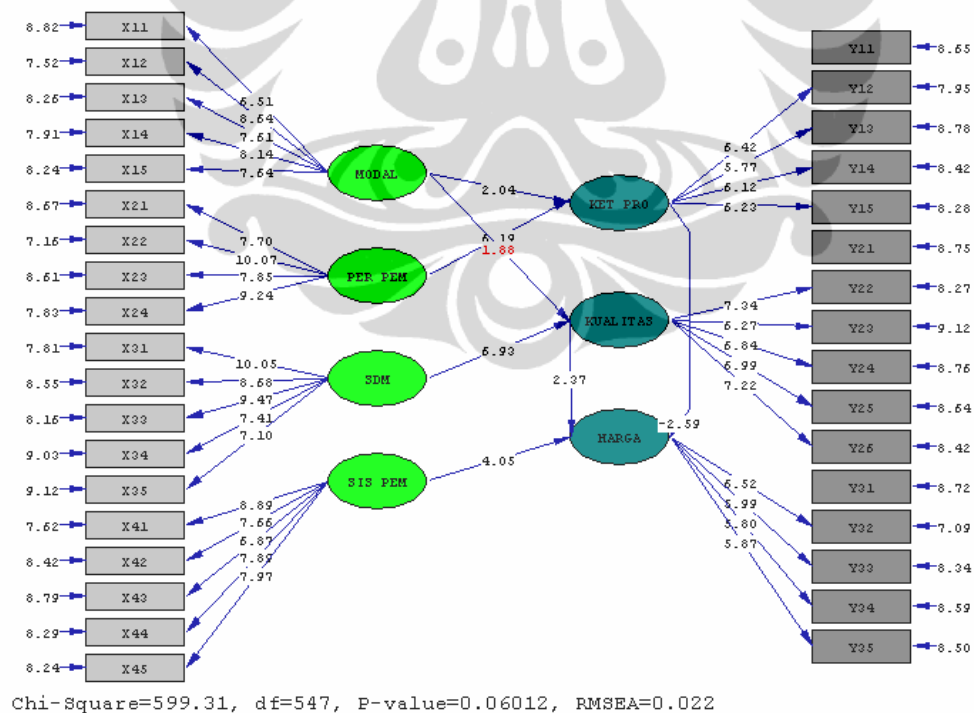 8.82 X11
7.52 X12
8.26 X13
7.91 X14
8.24 X15
8.67 X21
7.16 X22
8.61 X23
7.83 X24
7.81 X31
8.55 X32
8.16 X33
9.03 X34
9.12 X35
7.62 X41
8.42 X42
8.79 X43
8.29 X44
8.24 X45
6.51
8.64
7.61
8.14
7.64
7.70
10.07
7.85
9.24
10.05
8.68
9.47
7.41
7.10
8.89
7.66
6.87
7.89
7.97
MODAL
PER PEM
SDM
SIS PEM
2.04
6.19
1.88
6.93
2.37
4.05
-2.59
KET PRO
KUALITAS
HARGA
6.42
5.77
6.12
6.23
7.34
6.27
6.84
6.99
7.22
6.52
5.99
5.80
5.87
Y11 8.65
Y12 7.95
Y13 8.78
Y14 8.42
Y15 8.28
Y21 8.75
Y22 8.27
Y23 9.12
Y24 8.76
Y25 8.64
Y26 8.42
Y31 8.72
Y32 7.09
Y33 8.34
Y34 8.59
Y35 8.50
Chi-Square=599.31, df=547, P-value=0.06012, RMSEA=0.022